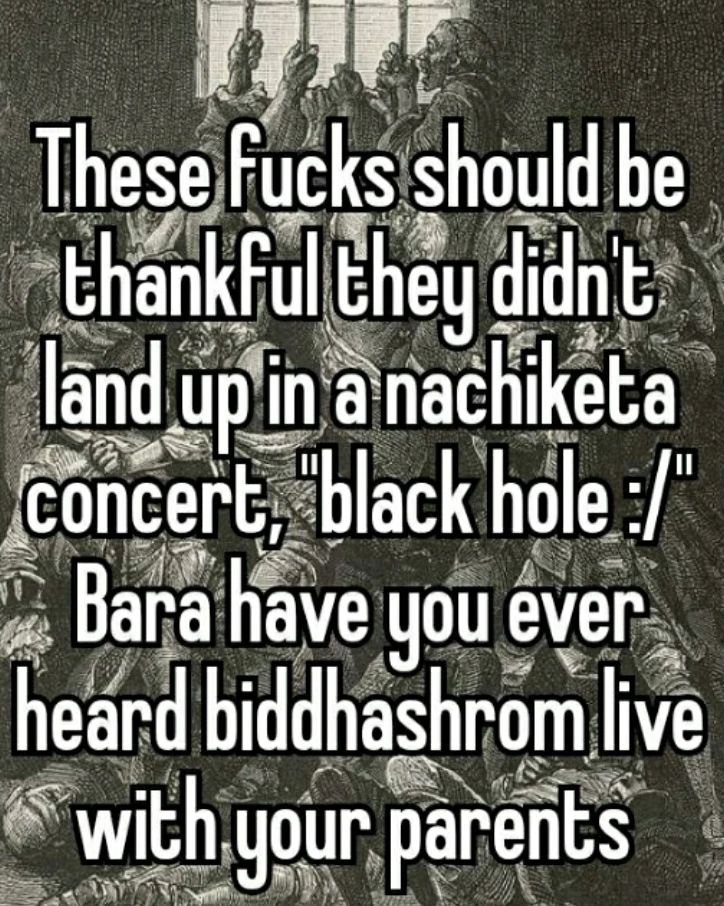 These fucks should be
thankful they didn't
land up in a nachiketa
concert, "black hole :/"
Bara have you ever
heard biddhashrom live
with your parents